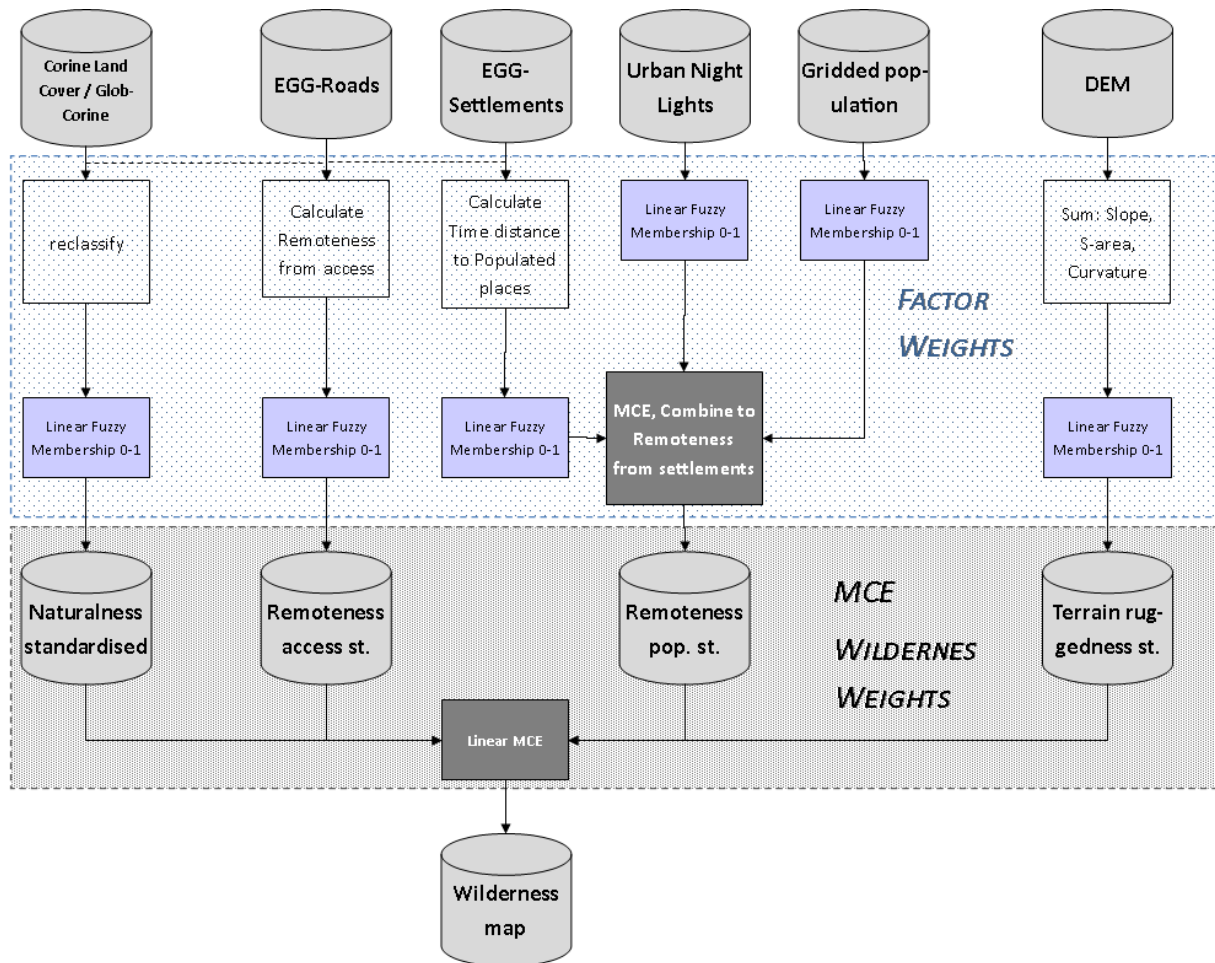 Corine Land
Cover / Glob-
Corine
EGG-Roads
EGG-
Settlements
Urban Night
Lights
Gridded pop-
ulation
DEM
reclassify
Calculate
Remoteness
from access
Calculate
Time distance
to Populated
places
Linear Fuzzy
Membership 0-1
Linear Fuzzy
Membership 0-1
Sum: Slope,
S-area,
Curvature
FACTOR
WEIGHTS
Linear Fuzzy
Membership 0-1
Linear Fuzzy
Membership 0-1
Linear Fuzzy
Membership 0-1
MCE, Combine to
Remoteness
from settlements
Linear Fuzzy
Membership 0-1
Naturalness
standardised
Remoteness
access st.
Remoteness
pop. st.
MCE
WILDERNES
WEIGHTS
Terrain rug-
gedness st.
Linear MCE
Wilderness
map